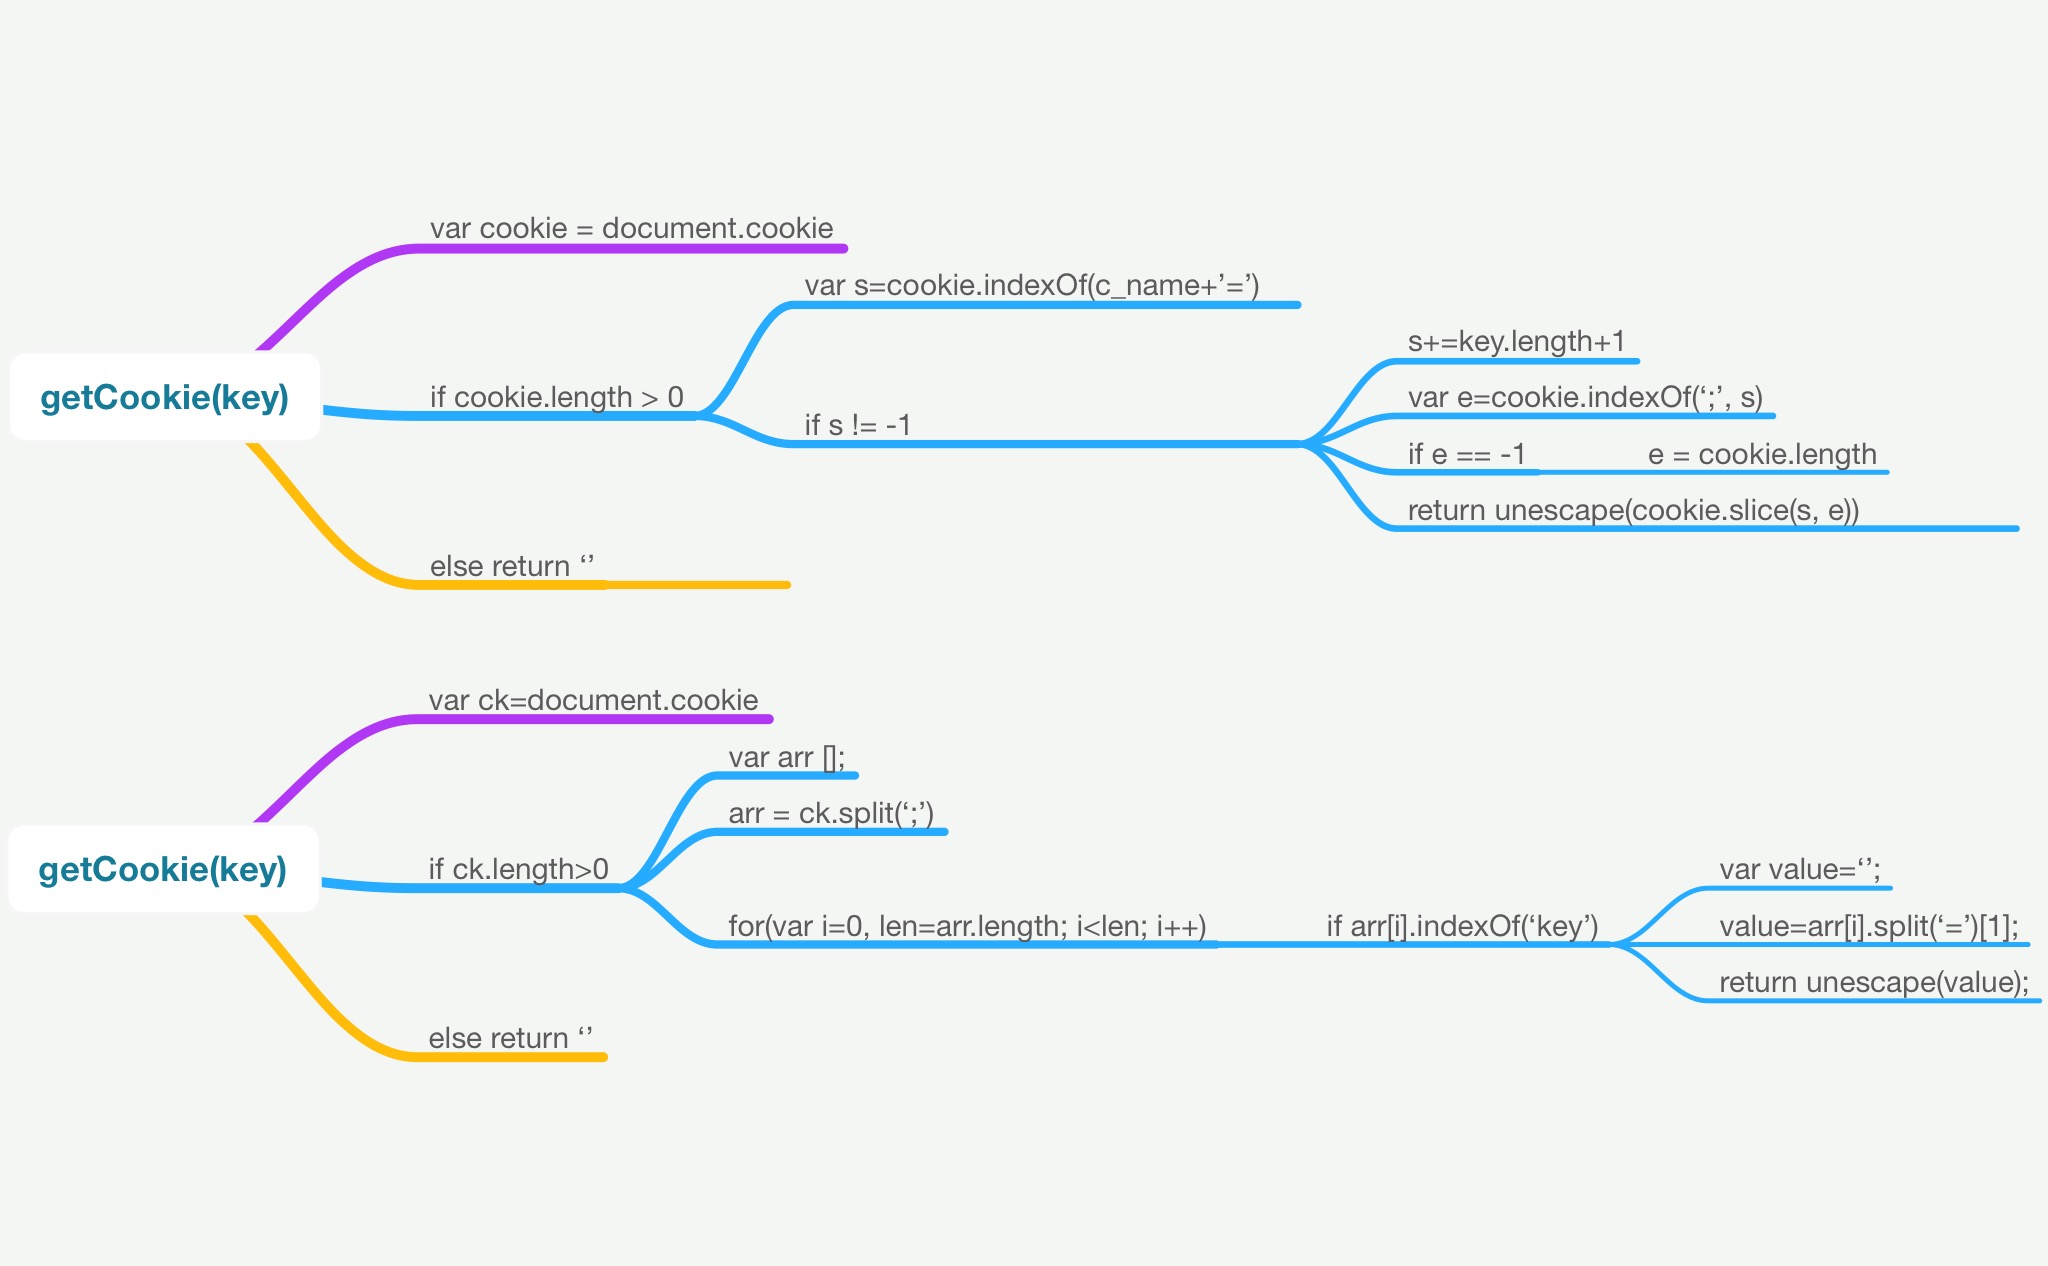 var cookie = document.cookie
var s=cookie.indexOf(c_name+’=’)
s+=key.length+1
getCookie(key)
if cookie.length > 0
var e=cookie.indexOf(‘;’, s)
if s != -1
if e == -1
e = cookie.length
return unescape(cookie.slice(s, e))
else return ‘’
var ck=document.cookie
var arr [];
arr = ck.split(‘;’)
getCookie(key)
if ck.length>0
var value=‘’;
for(var i=0, len=arr.length; i<len; i++)
if arr[i].indexOf(‘key’)
value=arr[i].split(‘=’)[1];
return unescape(value);
else return ‘’